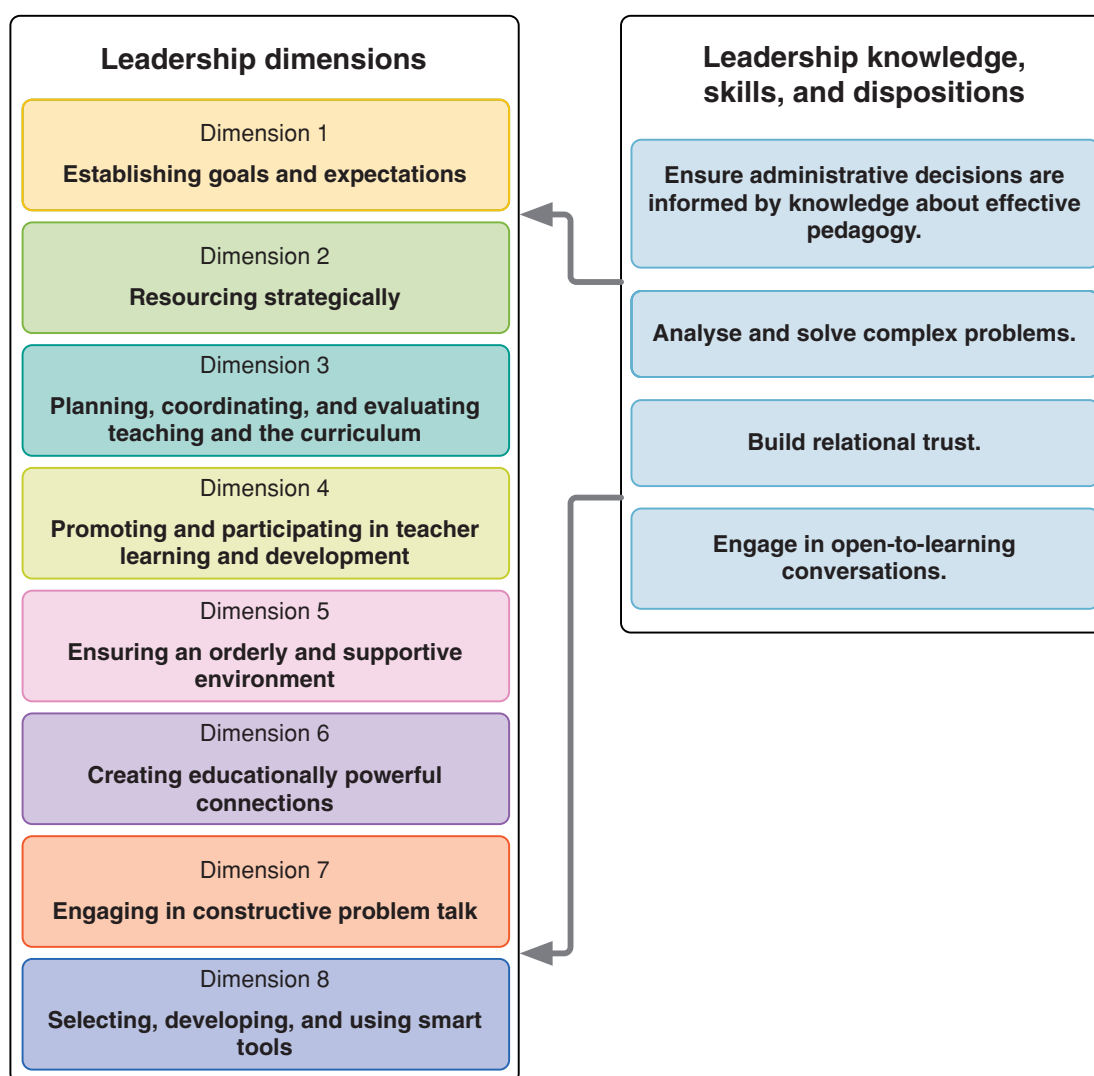 Leadership dimensions
Dimension 1
Establishing goals and expectations
Dimension 2
Resourcing strategically
Dimension 3
Planning, coordinating, and evaluating
teaching and the curriculum
Dimension 4
Promoting and participating in teacher
learning and development
Dimension 5
Ensuring an orderly and supportive
environment
Dimension 6
Creating educationally powerful
connections
Dimension 7
Engaging in constructive problem talk
Dimension 8
Selecting, developing, and using smart
tools
Leadership knowledge,
skills, and dispositions
Ensure administrative decisions are
informed by knowledge about effective
pedagogy.
Analyse and solve complex problems.
Build relational trust.
Engage in open-to-learning
conversations.